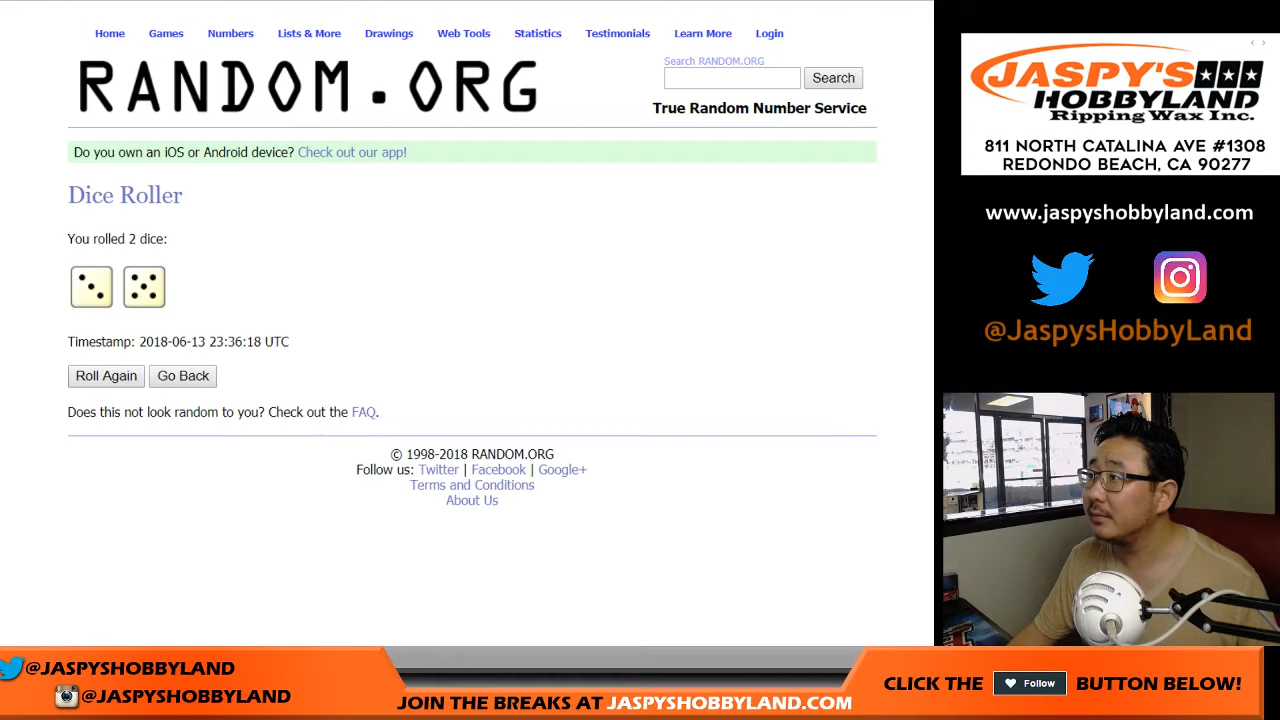 Home Games Numbers Lists & More Drawings Web Tools Statistics Testimonials Learn More Login
RANDOM.ORG
Search RANDOM.ORG
Search
True Random Number Service
Do you own an iOS or Android device? Check out our app!
Dice Roller
You rolled 2 dice:
Timestamp: 2018-06-13 23:36:18 UTC
Roll Again Go Back
Does this not look random to you? Check out the FAQ.
© 1998-2018 RANDOM.ORG
Follow us: Twitter | Facebook | Google+
Terms and Conditions
About Us
JASPY'S
HOBBYLAND
Ripping Wax Inc.
811 NORTH CATALINA AVE #1308
REDONDO BEACH, CA 90277
www.jaspyshobbyland.com
@JaspysHobbyLand
@JASPYSHOBBYLAND
@JASPYSHOBBYLAND
JOIN THE BREAKS AT JASPYSHOBBYLAND.COM
CLICK THE Follow BUTTON BELOW!